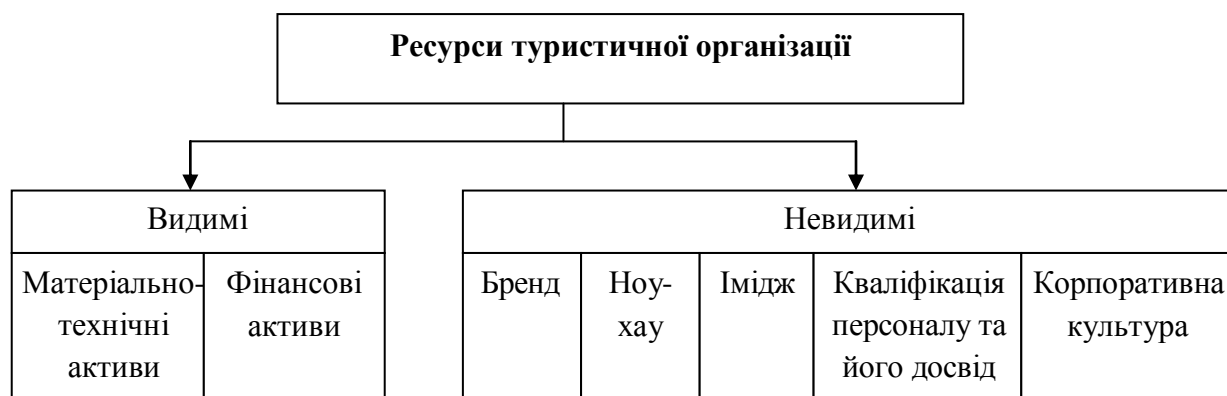 Ресурси туристичної організації
Видимі
Невидимі
Матеріально-
технічні
активи
Фінансові
активи
Бренд
Ноу-
хау
Імідж
Кваліфікація
персоналу та
його досвід
Корпоративна
культура